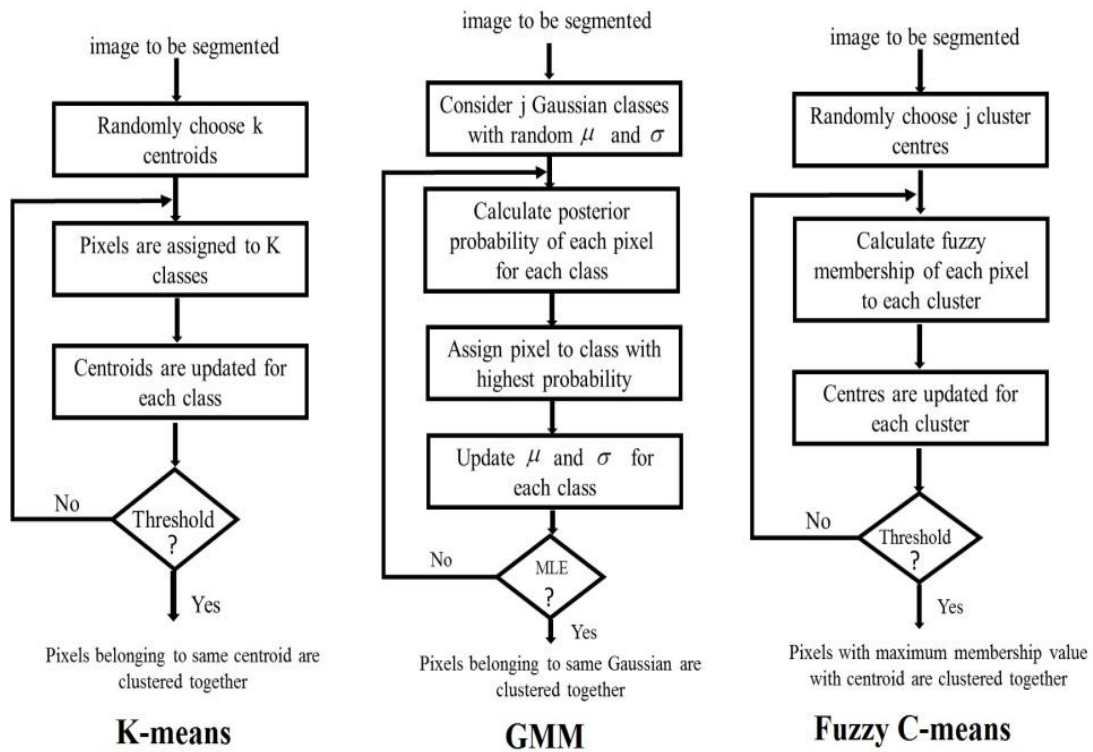 image to be segmented
Randomly choose k
centroids
Pixels are assigned to K
classes
Centroids are updated for
each class
No
Threshold
?
Yes
Pixels belonging to same centroid are
clustered together
K-means
image to be segmented
Consider j Gaussian classes
with random μ and σ
Calculate posterior
probability of each pixel
for each class
Assign pixel to class with
highest probability
Update μ and σ for
each class
No
MLE
?
Yes
Pixels belonging to same Gaussian are
clustered together
GMM
image to be segmented
Randomly choose j cluster
centres
Calculate fuzzy
membership of each pixel
to each cluster
Centres are updated for
each cluster
No
Threshold
?
Yes
Pixels with maximum membership value
with centroid are clustered together
Fuzzy C-means